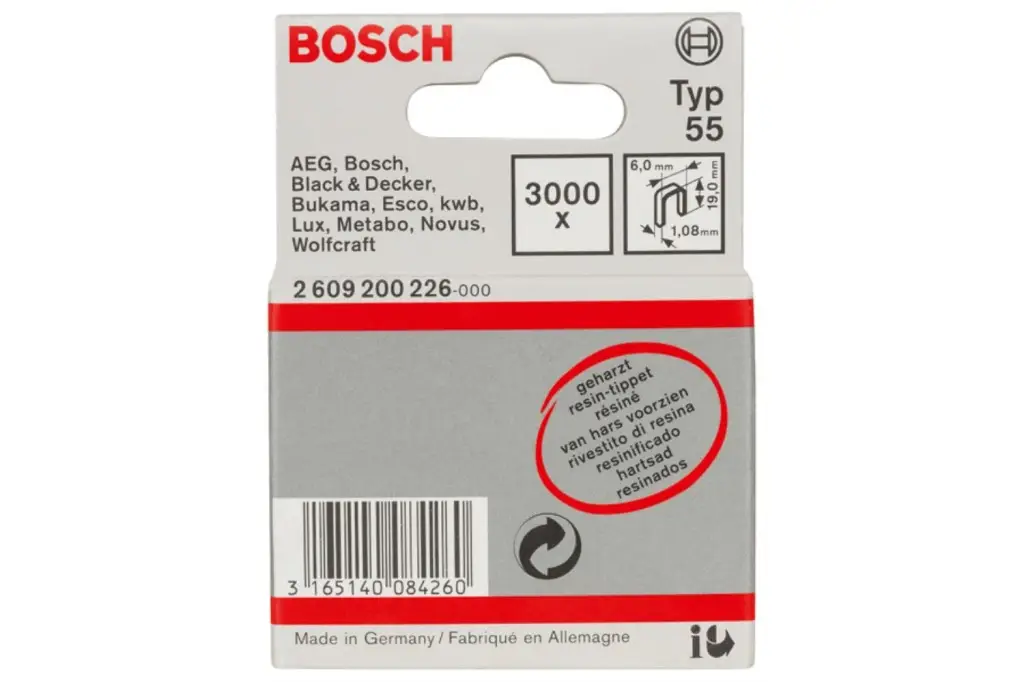 BOSCH
Typ
55
AEG, Bosch,
Black & Decker,
Bukama, Esco, kwb,
Lux, Metabo, Novus,
Wolfcraft
3000
x
6,0 mm
19,0 mm
1,08mm
2 609 200 226-000
geharzt
resin-tippet
résiné
van hars voorzien
rivestito di resina
resinificado
hartsad
resinados
3 165140 084260
Made in Germany / Fabriqué en Allemagne